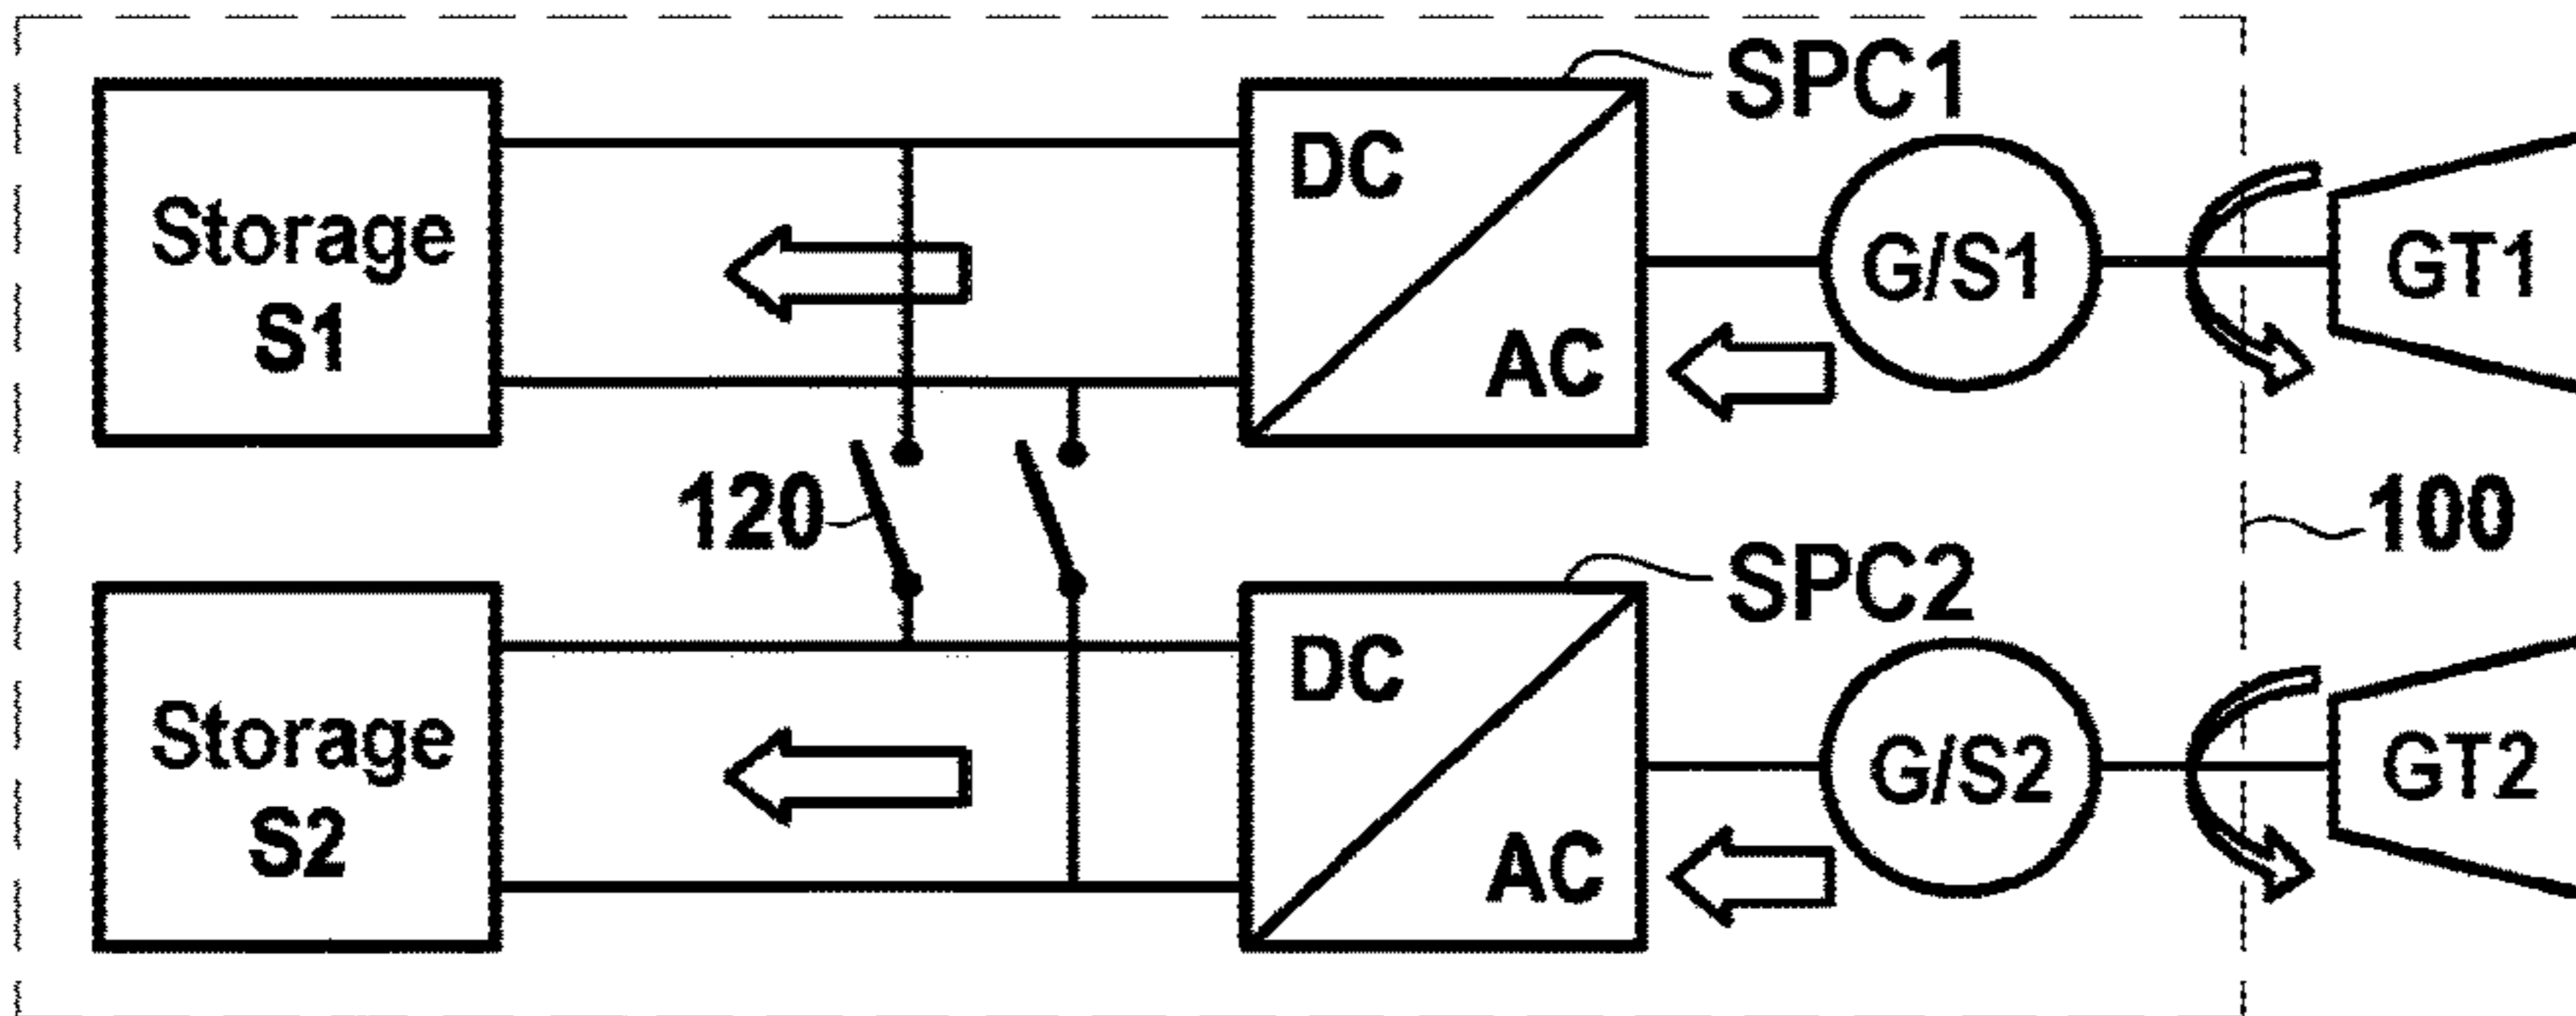 SPC1
Storage
S1
DC
AC
G/S1
GT1
120
100
SPC2
Storage
S2
DC
AC
G/S2
GT2